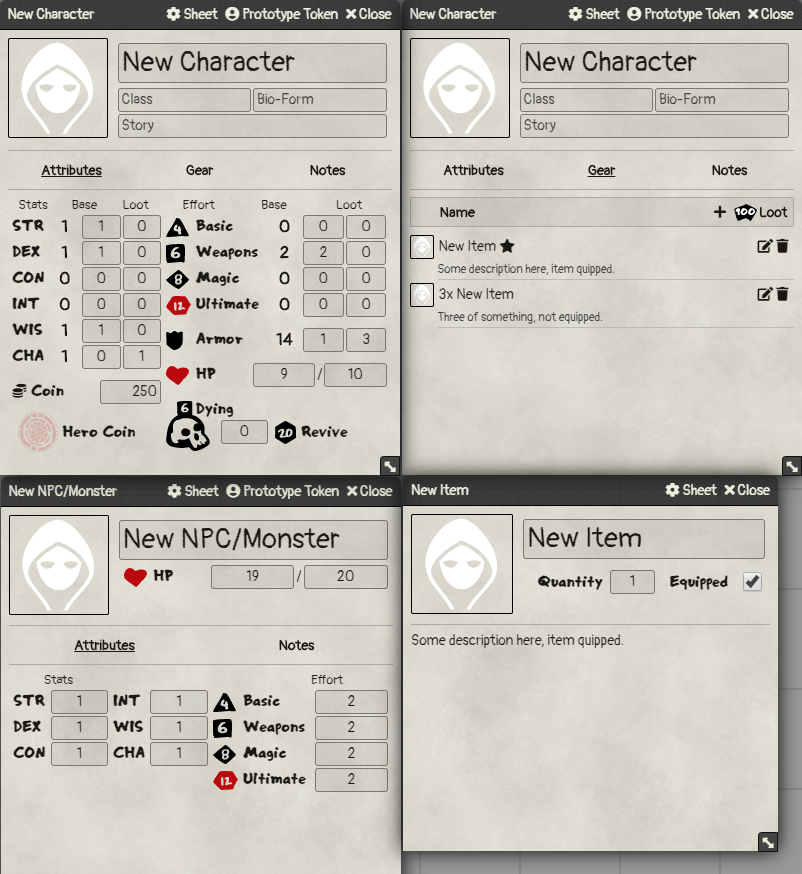 New Character Sheet Prototype Token Close
New Character
Class Bio-Form
Story
Attributes Gear Notes
Stats Base Loot Effort Base Loot
STR 1 1 0 4 Basic 0 0 0
DEX 1 1 0 6 Weapons 2 2 0
CON 0 0 0 8 Magic 0 0 0
INT 0 0 0 12 Ultimate 0 0 0
WIS 1 1 0 Armor 14 1 3
CHA 1 0 1 HP 9 / 10
Coin 250
6 Dying
Hero Coin 0 20 Revive
New Character Sheet Prototype Token Close
New Character
Class Bio-Form
Story
Attributes Gear Notes
Name + 100 Loot
New Item
Some description here, item quipped.
3x New Item
Three of something, not equipped.
New NPC/Monster Sheet Prototype Token Close
New NPC/Monster
HP 19 / 20
Attributes Notes
Stats Effort
STR 1 INT 1 4 Basic 2
DEX 1 WIS 1 6 Weapons 2
CON 1 CHA 1 8 Magic 2
12 Ultimate 2
New Item Sheet Close
New Item
Quantity 1 Equipped
Some description here, item quipped.